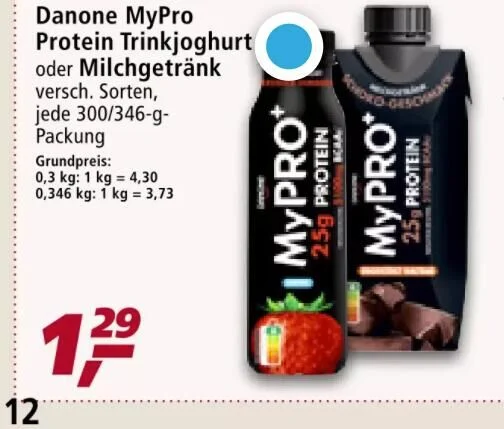 Danone MyPro
Protein Trinkjoghurt
oder Milchgetränk
versch. Sorten,
jede 300/346-g-
Packung
Grundpreis:
0,3 kg: 1 kg = 4,30
0,346 kg: 1 kg = 3,73
1,29
12
MyPRO+
25g PROTEIN
MILCHGETRÄNK
SCHOKO-GESCHMACK
MyPRO+
25g PROTEIN